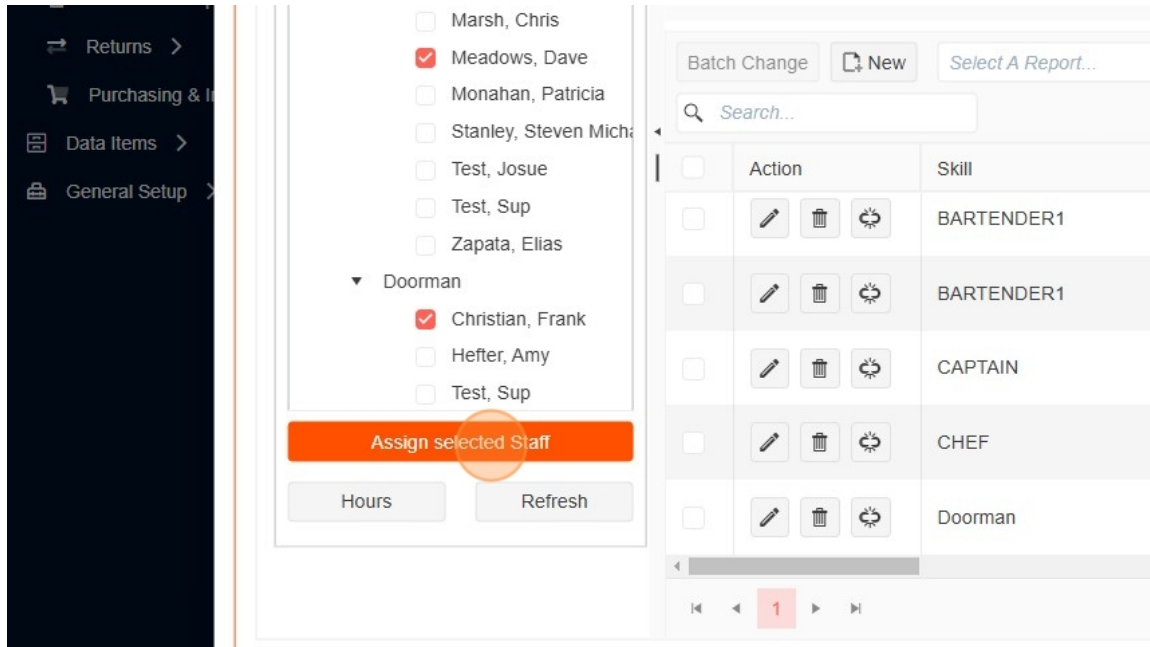 Returns
Purchasing &
Data Items
General Setup
Marsh, Chris
Meadows, Dave
Monahan, Patricia
Stanley, Steven
Test, Josue
Test, Sup
Zapata, Elias
Doorman
Christian, Frank
Hefter, Amy
Test, Sup
Assign selected Staff
Hours Refresh
Batch Change New Select A Report...
Search...
Action Skill
BARTENDER1
BARTENDER1
CAPTAIN
CHEF
Doorman
1